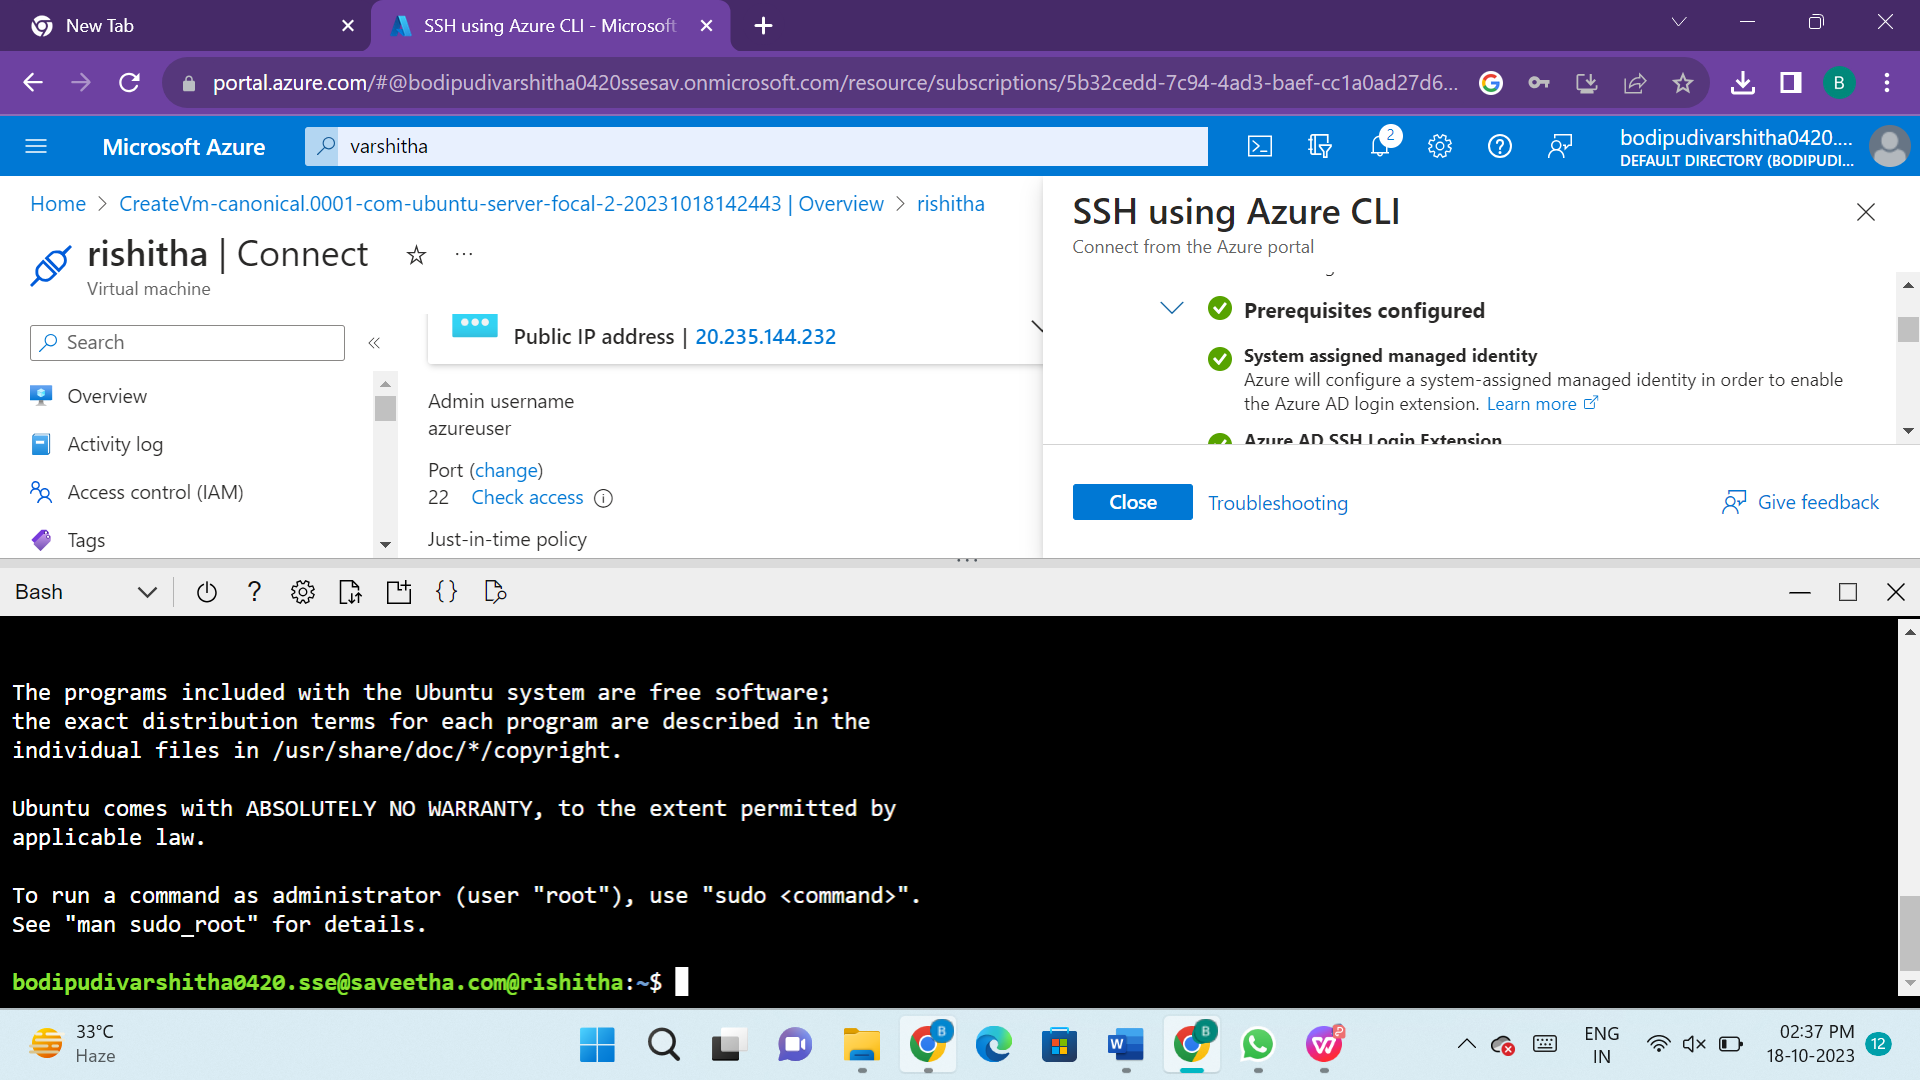 New Tab
SSH using Azure CLI - Microsoft
portal.azure.com/#@bodipudivarshitha0420ssesav.onmicrosoft.com/resource/subscriptions/5b32cedd-7c94-4ad3-baef-cc1a0ad27d6...
B
Microsoft Azure
varshitha
2
bodipudivarshitha0420....
DEFAULT DIRECTORY (BODIPUDI...
Home > CreateVm-canonical.0001-com-ubuntu-server-focal-2-20231018142443 | Overview > rishitha
rishitha | Connect
Virtual machine
Search
Overview
Activity log
Access control (IAM)
Tags
Public IP address | 20.235.144.232
Admin username
azureuser
Port (change)
22 Check access
Just-in-time policy
SSH using Azure CLI
Connect from the Azure portal
Prerequisites configured
System assigned managed identity
Azure will configure a system-assigned managed identity in order to enable
the Azure AD login extension. Learn more
Azure AD SSH Login Extension
Close
Troubleshooting
Give feedback
Bash
The programs included with the Ubuntu system are free software;
the exact distribution terms for each program are described in the
individual files in /usr/share/doc/*/copyright.
Ubuntu comes with ABSOLUTELY NO WARRANTY, to the extent permitted by
applicable law.
To run a command as administrator (user "root"), use "sudo <command>".
See "man sudo_root" for details.
bodipudivarshitha0420.sse@saveetha.com@rishitha:~$
33°C
Haze
B
W
B
ENG
IN
02:37 PM
18-10-2023
12